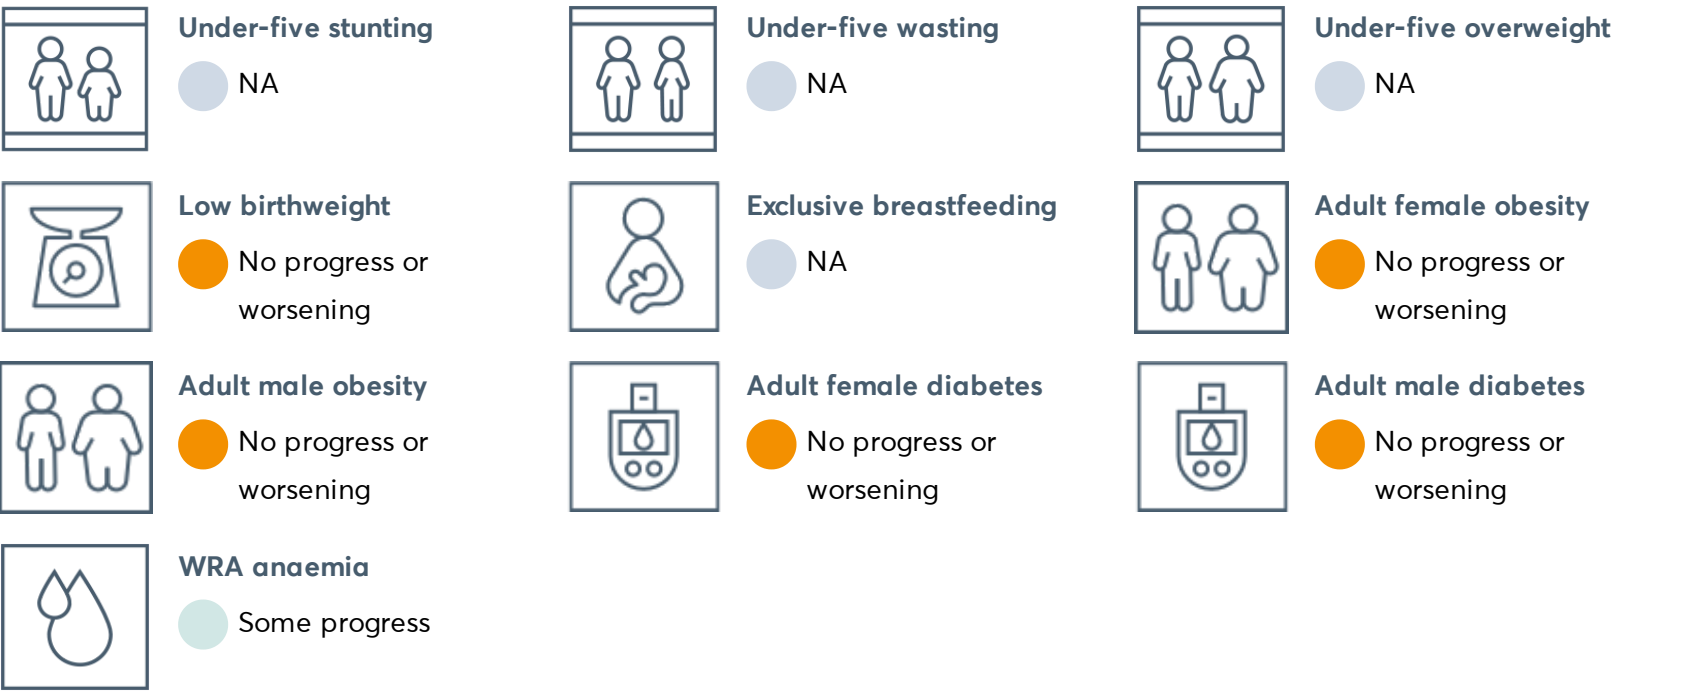 Under-five stunting
NA
Under-five wasting
NA
Under-five overweight
NA
Low birthweight
No progress or
worsening
Exclusive breastfeeding
NA
Adult female obesity
No progress or
worsening
Adult male obesity
No progress or
worsening
Adult female diabetes
No progress or
worsening
Adult male diabetes
No progress or
worsening
WRA anaemia
Some progress